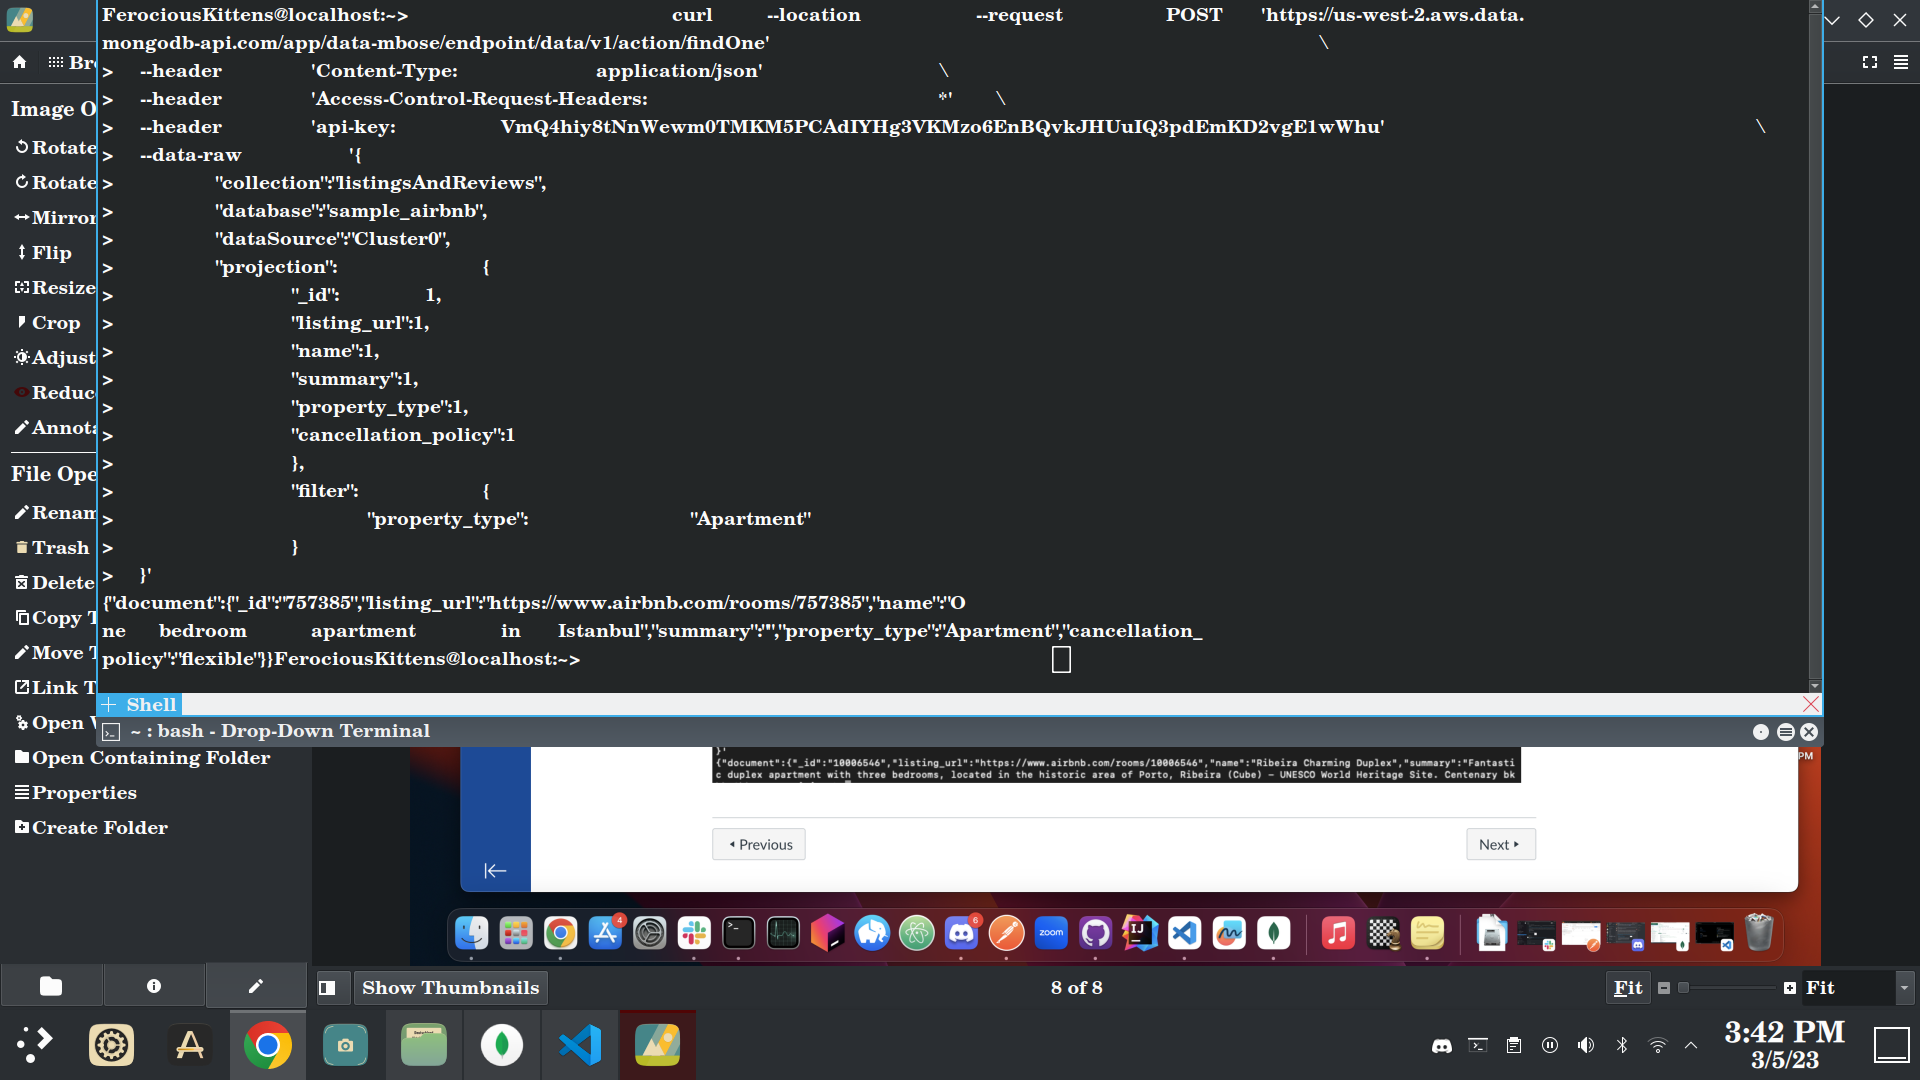 FerociousKittens@localhost:~> curl --location --request POST 'https://us-west-2.aws.data.
mongodb-api.com/app/data-mbose/endpoint/data/v1/action/findOne' \
> --header 'Content-Type: application/json' \
> --header 'Access-Control-Request-Headers: *' \
> --header 'api-key: VmQ4hiy8tNnWewm0TMKM5PCAdIYHg3VKMzo6EnBQvkJHUuIQ3pdEmKD2vgE1wWhu' \
> --data-raw '{
> "collection":"listingsAndReviews",
> "database":"sample_airbnb",
> "dataSource":"Cluster0",
> "projection": {
> "_id": 1,
> "listing_url":1,
> "name":1,
> "summary":1,
> "property_type":1,
> "cancellation_policy":1
> },
> "filter": {
> "property_type": "Apartment"
> }
> }'
{"document":{"_id":"757385","listing_url":"https://www.airbnb.com/rooms/757385","name":"O
ne bedroom apartment in Istanbul","summary":"","property_type":"Apartment","cancellation_
policy":"flexible"}}FerociousKittens@localhost:~>
Shell
~ : bash - Drop-Down Terminal
Bro
Image O
Rotate
Rotate
Mirror
Flip
Resize
Crop
Adjust
Reduc
Annota
File Ope
Renam
Trash
Delete
Copy T
Move T
Link T
Open W
Open Containing Folder
Properties
Create Folder
}'
{"document":{"_id":"10006546","listing_url":"https://www.airbnb.com/rooms/10006546","name":"Ribeira Charming Duplex","summary":"Fantasti
c duplex apartment with three bedrooms, located in the historic area of Porto, Ribeira (Cube) – UNESCO World Heritage Site. Centenary bk
PM
Previous
Next
4
6
zoom
IJ
Show Thumbnails
8 of 8
Fit
Fit
3:42 PM
3/5/23